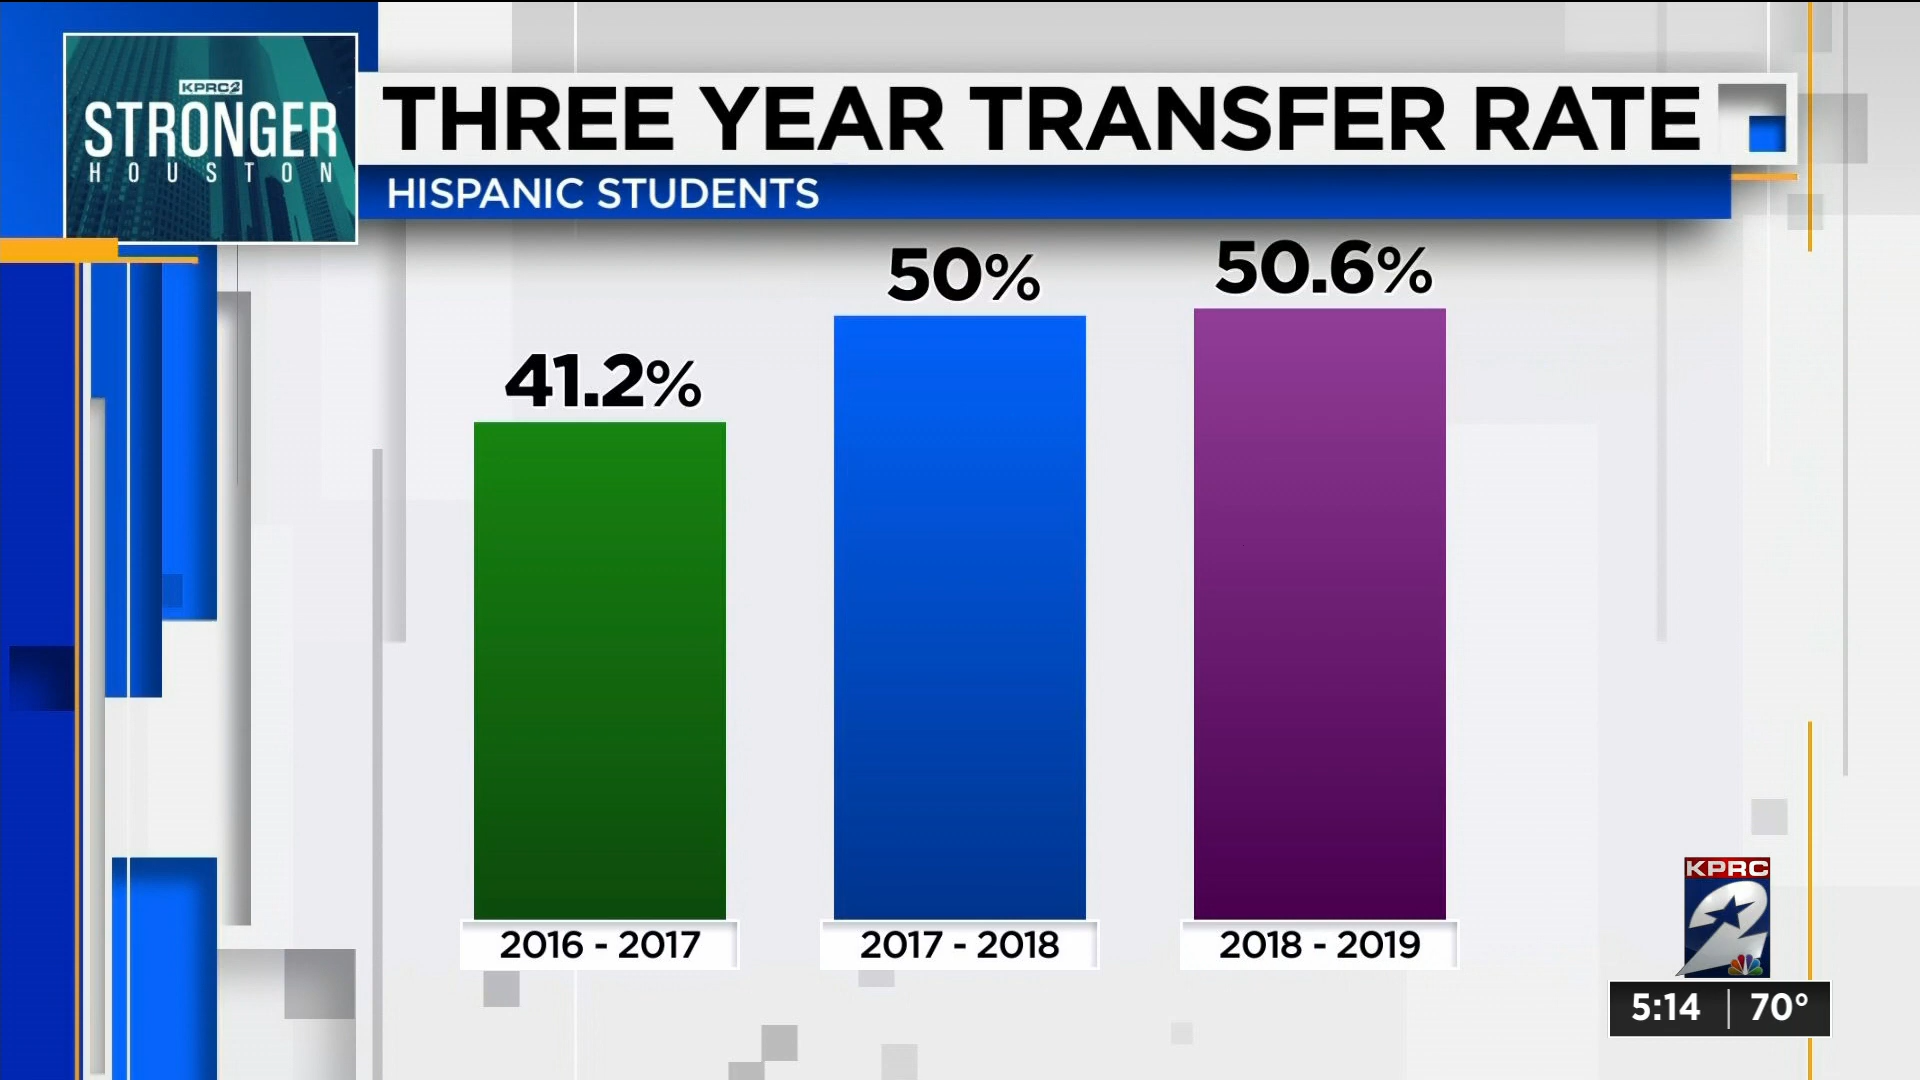 KPRC2
STRONGER
HOUSTON
THREE YEAR TRANSFER RATE
HISPANIC STUDENTS
41.2%
50%
50.6%
2016 - 2017
2017 - 2018
2018 - 2019
KPRC
2
5:14 70°